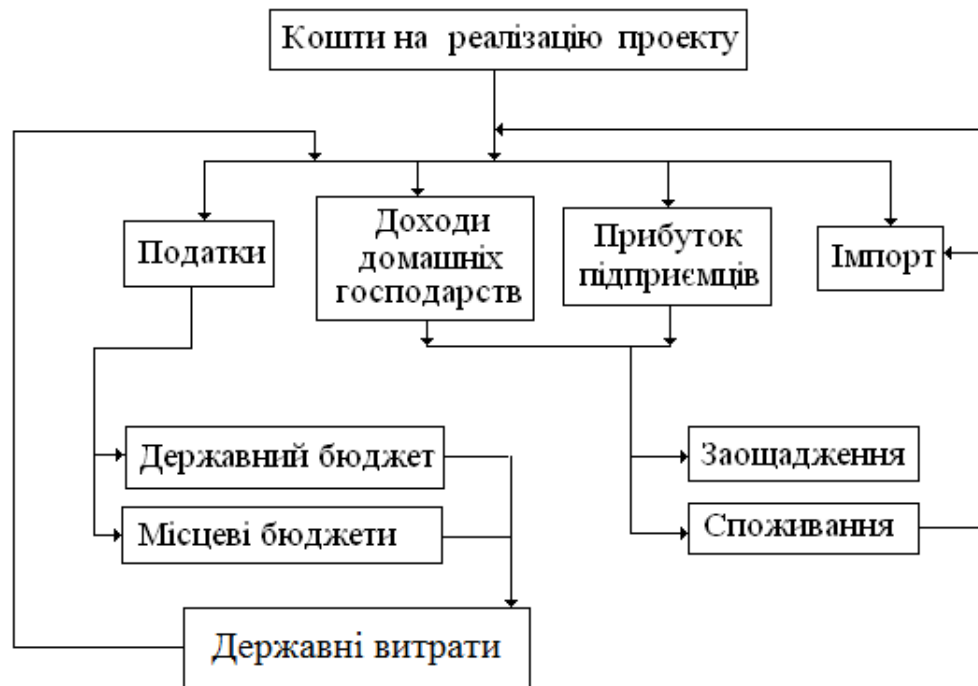 Кошти на реалізацію проекту
Податки
Доходи
домашніх
господарств
Прибуток
підприємців
Імпорт
Державний бюджет
Місцеві бюджети
Заощадження
Споживання
Державні витрати